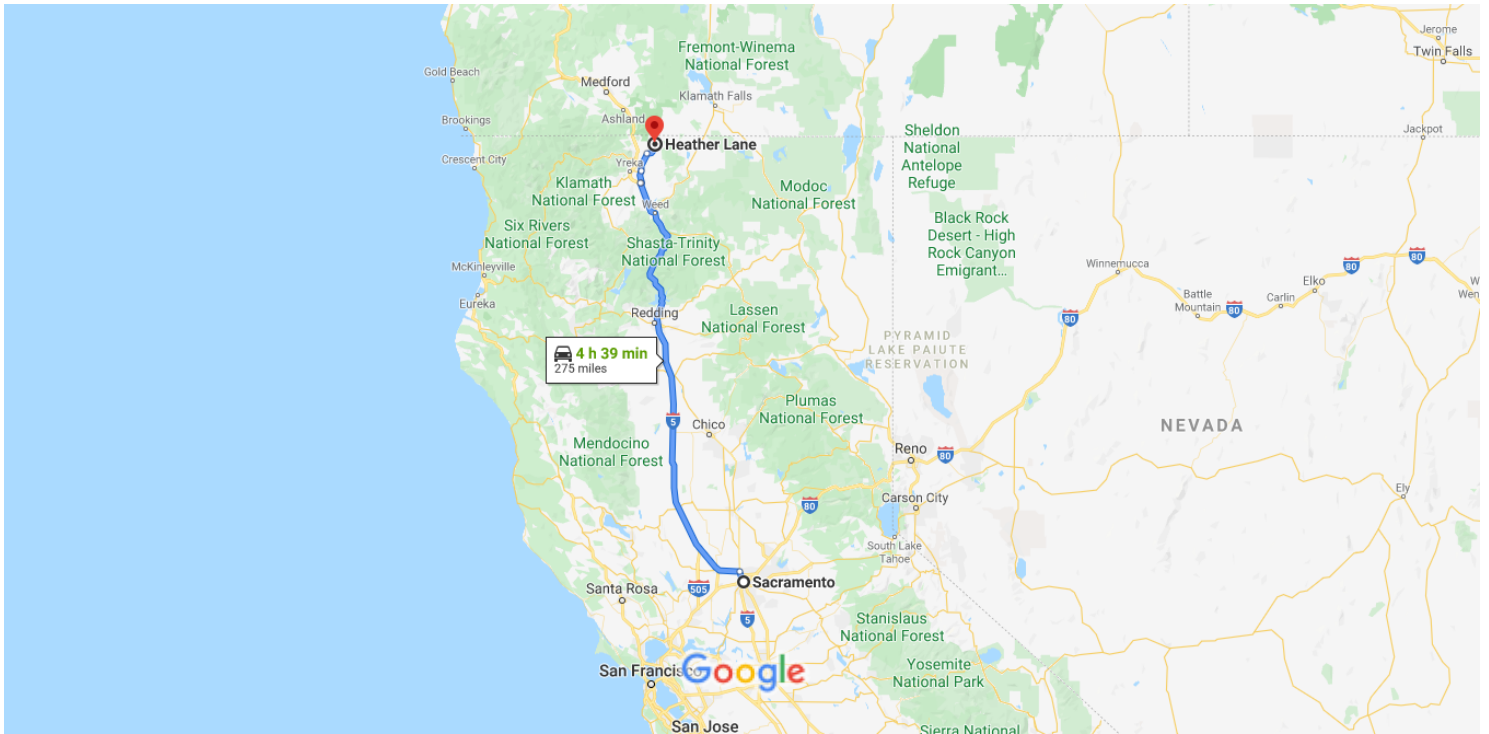 Jerome
Fremont-Winema
National Forest
Twin Falls
Gold Beach
Medford
Klamath Falls
Brookings
Ashland
Sheldon
National
Antelope
Refuge
Jackpot
Heather Lane
Crescent City
Yreka
Klamath
National Forest
Modoc
National Forest
Weed
Six Rivers
National Forest
Shasta-Trinity
National Forest
Black Rock
Desert - High
Rock Canyon
Emigrant...
McKinleyville
Winnemucca
80
80
Elko
W
Wen
Eureka
Battle
Mountain
80
Carlin
Redding
Lassen
National Forest
80
PYRAMID
LAKE PAIUTE
RESERVATION
4 h 39 min
275 miles
Plumas
National Forest
5
Chico
NEVADA
Mendocino
National Forest
Reno
80
Ely
80
Carson City
South Lake
Tahoe
Sacramento
Santa Rosa
505
5
Stanislaus
National Forest
San Francisco
Google
Yosemite
National Park
San Jose
Sierra National